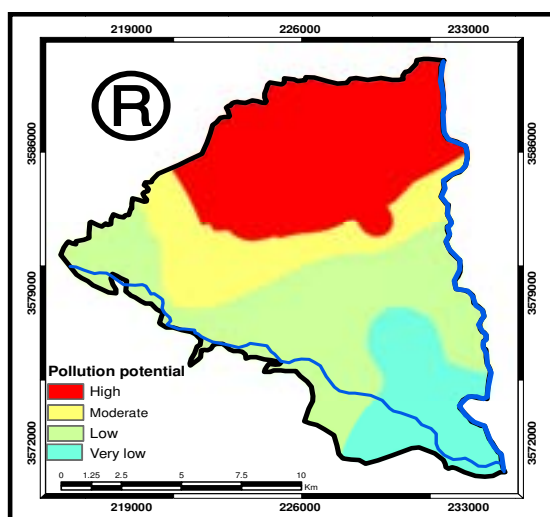 219000 226000 233000
R
3586000 3586000
3579000 3579000
3572000 3572000
Pollution potential
High
Moderate
Low
Very low
0 1.25 2.5 5 7.5 10
Km
219000 226000 233000